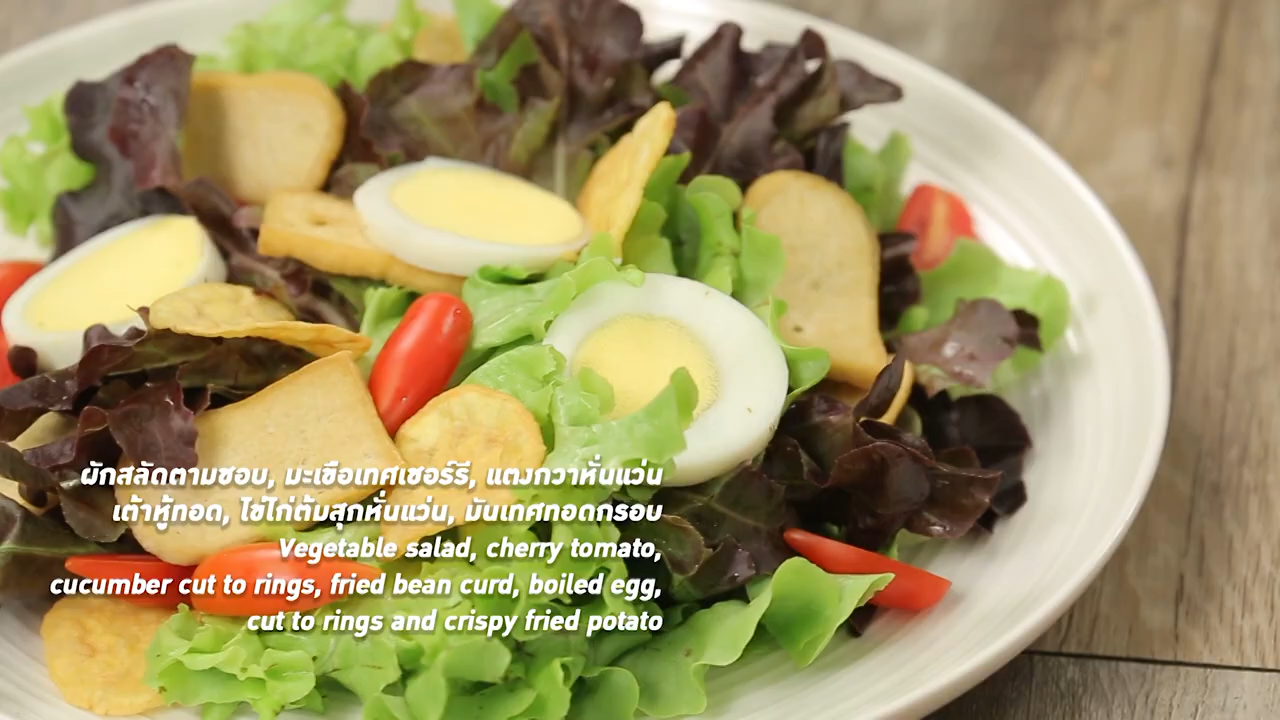 ผักสลัดตามชอบ, มะเขือเทศเชอร์รี, แตงกวาหั่นแว่น
เต้าหู้ทอด, ไข่ไก่ต้มสุกหั่นแว่น, มันเทศทอดกรอบ
Vegetable salad, cherry tomato,
cucumber cut to rings, fried bean curd, boiled egg,
cut to rings and crispy fried potato